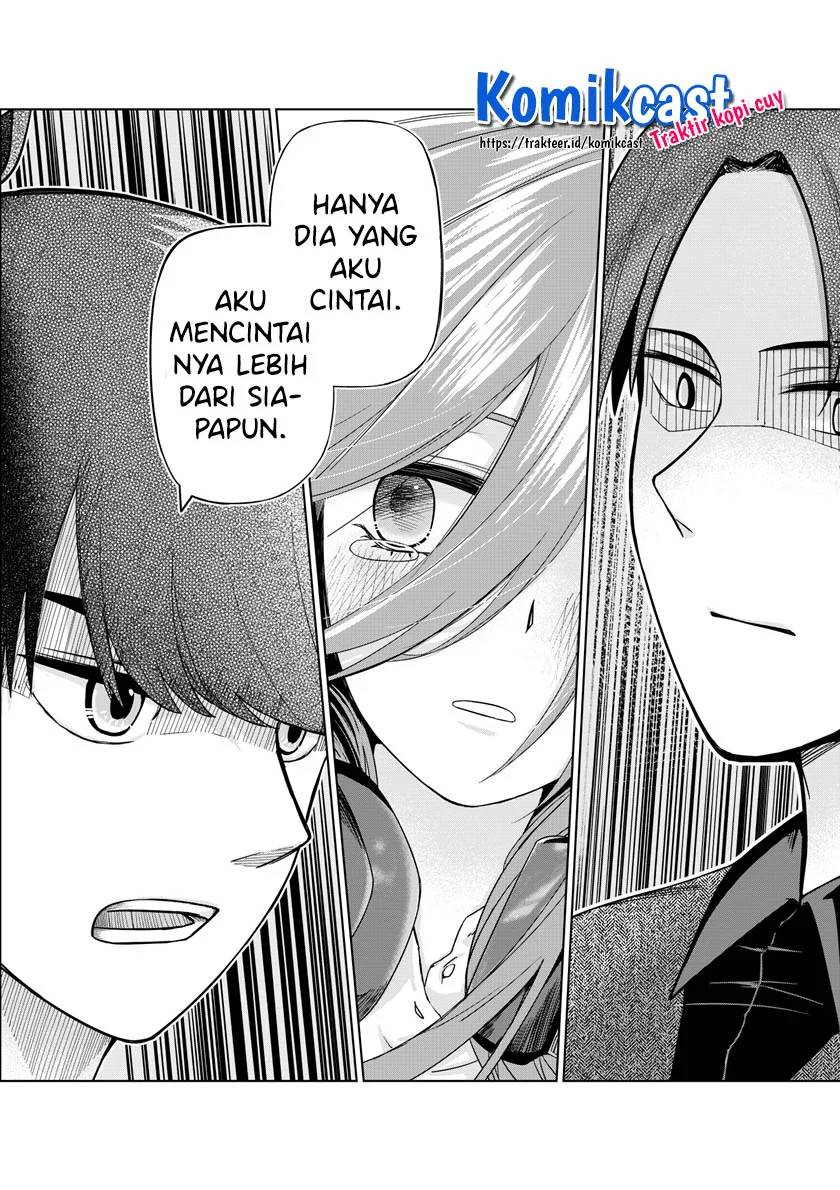 Komikcast
Traktir kopi cuy
https://trakteer.id/komikcast
HANYA
DIA YANG
AKU
CINTAI.
AKU
MENCINTAI
NYA LEBIH
DARI SIA-
PAPUN.